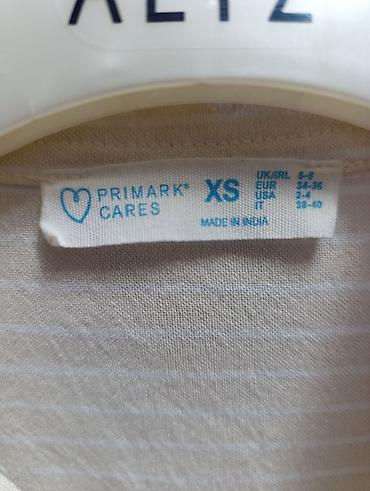 PRIMARK®
CARES
XS
UK/IRL 6-8
EUR 34-36
USA 2-4
IT 38-40
MADE IN INDIA